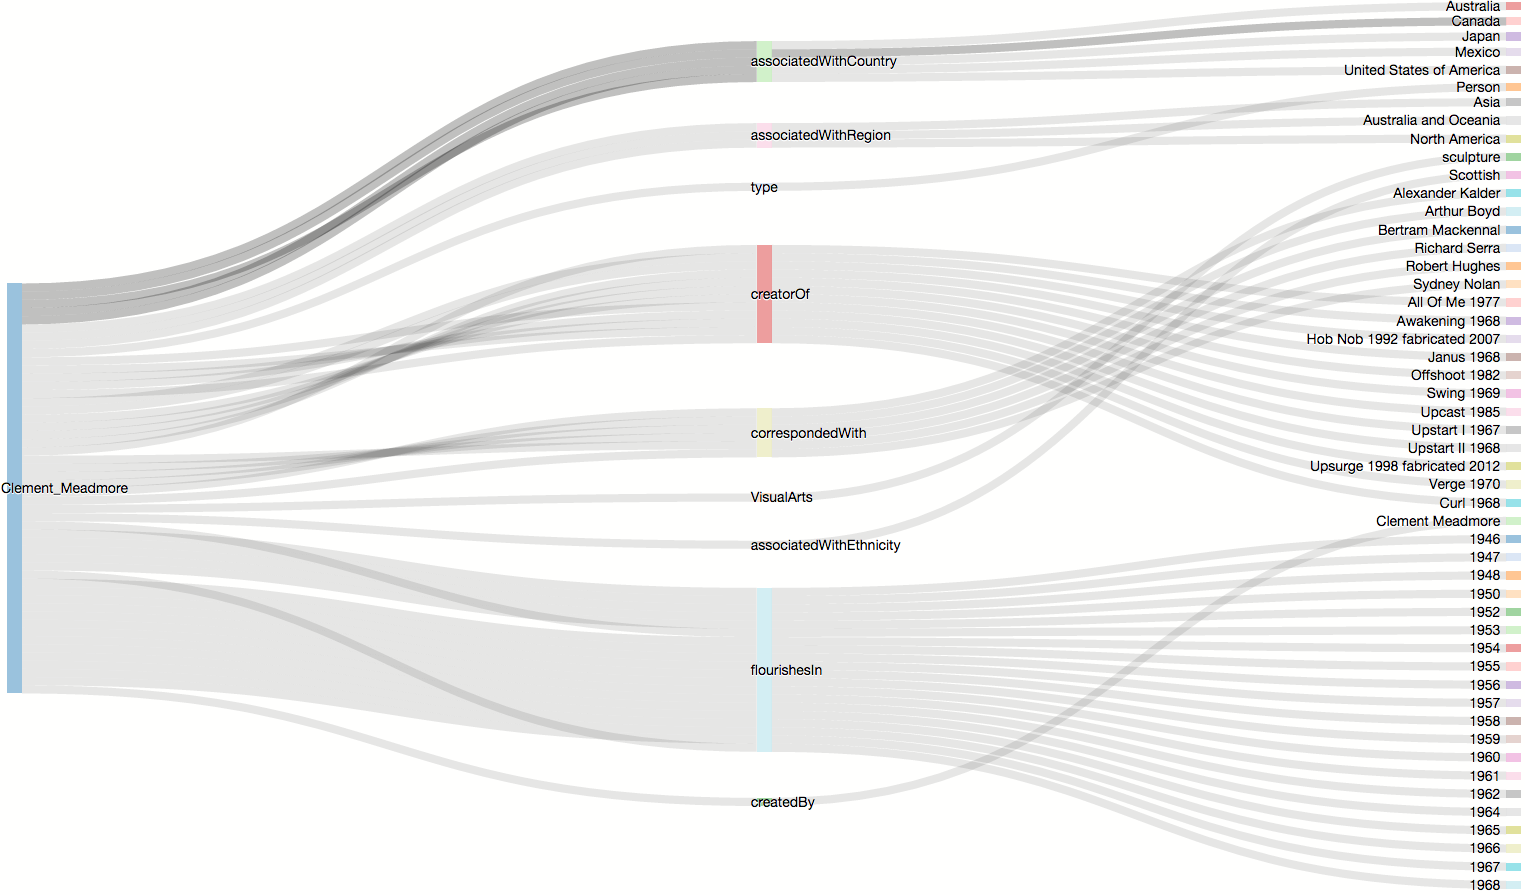 Clement_Meadmore
associatedWithCountry
associatedWithRegion
type
creatorOf
correspondedWith
VisualArts
associatedWithEthnicity
flourishesIn
createdBy
Australia
Canada
Japan
Mexico
United States of America
Person
Asia
Australia and Oceania
North America
sculpture
Scottish
Alexander Kalder
Arthur Boyd
Bertram Mackennal
Richard Serra
Robert Hughes
Sydney Nolan
All Of Me 1977
Awakening 1968
Hob Nob 1992 fabricated 2007
Janus 1968
Offshoot 1982
Swing 1969
Upcast 1985
Upstart I 1967
Upstart II 1968
Upsurge 1998 fabricated 2012
Verge 1970
Curl 1968
Clement Meadmore
1946
1947
1948
1950
1952
1953
1954
1955
1956
1957
1958
1959
1960
1961
1962
1964
1965
1966
1967
1968